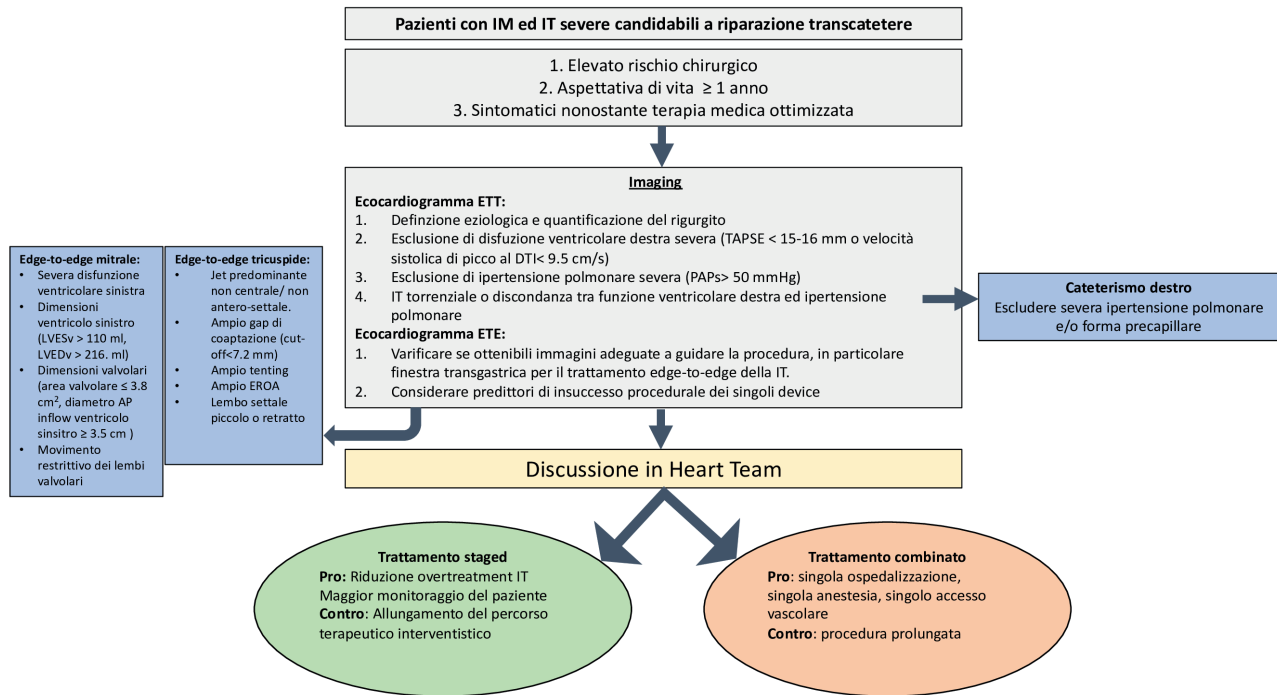 Pazienti con IM ed IT severe candidabili a riparazione transcatetere
1. Elevato rischio chirurgico
2. Aspettativa di vita ≥ 1 anno
3. Sintomatici nonostante terapia medica ottimizzata
Imaging
Ecocardiogramma ETT:
1. Definzione eziologica e quantificazione del rigurgito
2. Esclusione di disfuzione ventricolare destra severa (TAPSE < 15-16 mm o velocità
sistolica di picco al DTI< 9.5 cm/s)
3. Esclusione di ipertensione polmonare severa (PAPs> 50 mmHg)
4. IT torrenziale o discondanza tra funzione ventricolare destra ed ipertensione
polmonare
Ecocardiogramma ETE:
1. Varificare se ottenibili immagini adeguate a guidare la procedura, in particolare
finestra transgastrica per il trattamento edge-to-edge della IT.
2. Considerare predittori di insuccesso procedurale dei singoli device
Edge-to-edge mitrale:
• Severa disfunzione
ventricolare sinistra
• Dimensioni
ventricolo sinistro
(LVESv > 110 ml,
LVEDv > 216. ml)
• Dimensioni valvolari
(area valvolare ≤ 3.8
cm², diametro AP
inflow ventricolo
sinsitro ≥ 3.5 cm )
• Movimento
restrittivo dei lembi
valvolari
Edge-to-edge tricuspide:
• Jet predominante
non centrale/ non
antero-settale.
• Ampio gap di
coaptazione (cut-
off<7.2 mm)
• Ampio tenting
• Ampio EROA
• Lembo settale
piccolo o retratto
Cateterismo destro
Escludere severa ipertensione polmonare
e/o forma precapillare
Discussione in Heart Team
Trattamento staged
Pro: Riduzione overtreatment IT
Maggior monitoraggio del paziente
Contro: Allungamento del percorso
terapeutico interventistico
Trattamento combinato
Pro: singola ospedalizzazione,
singola anestesia, singolo accesso
vascolare
Contro: procedura prolungata